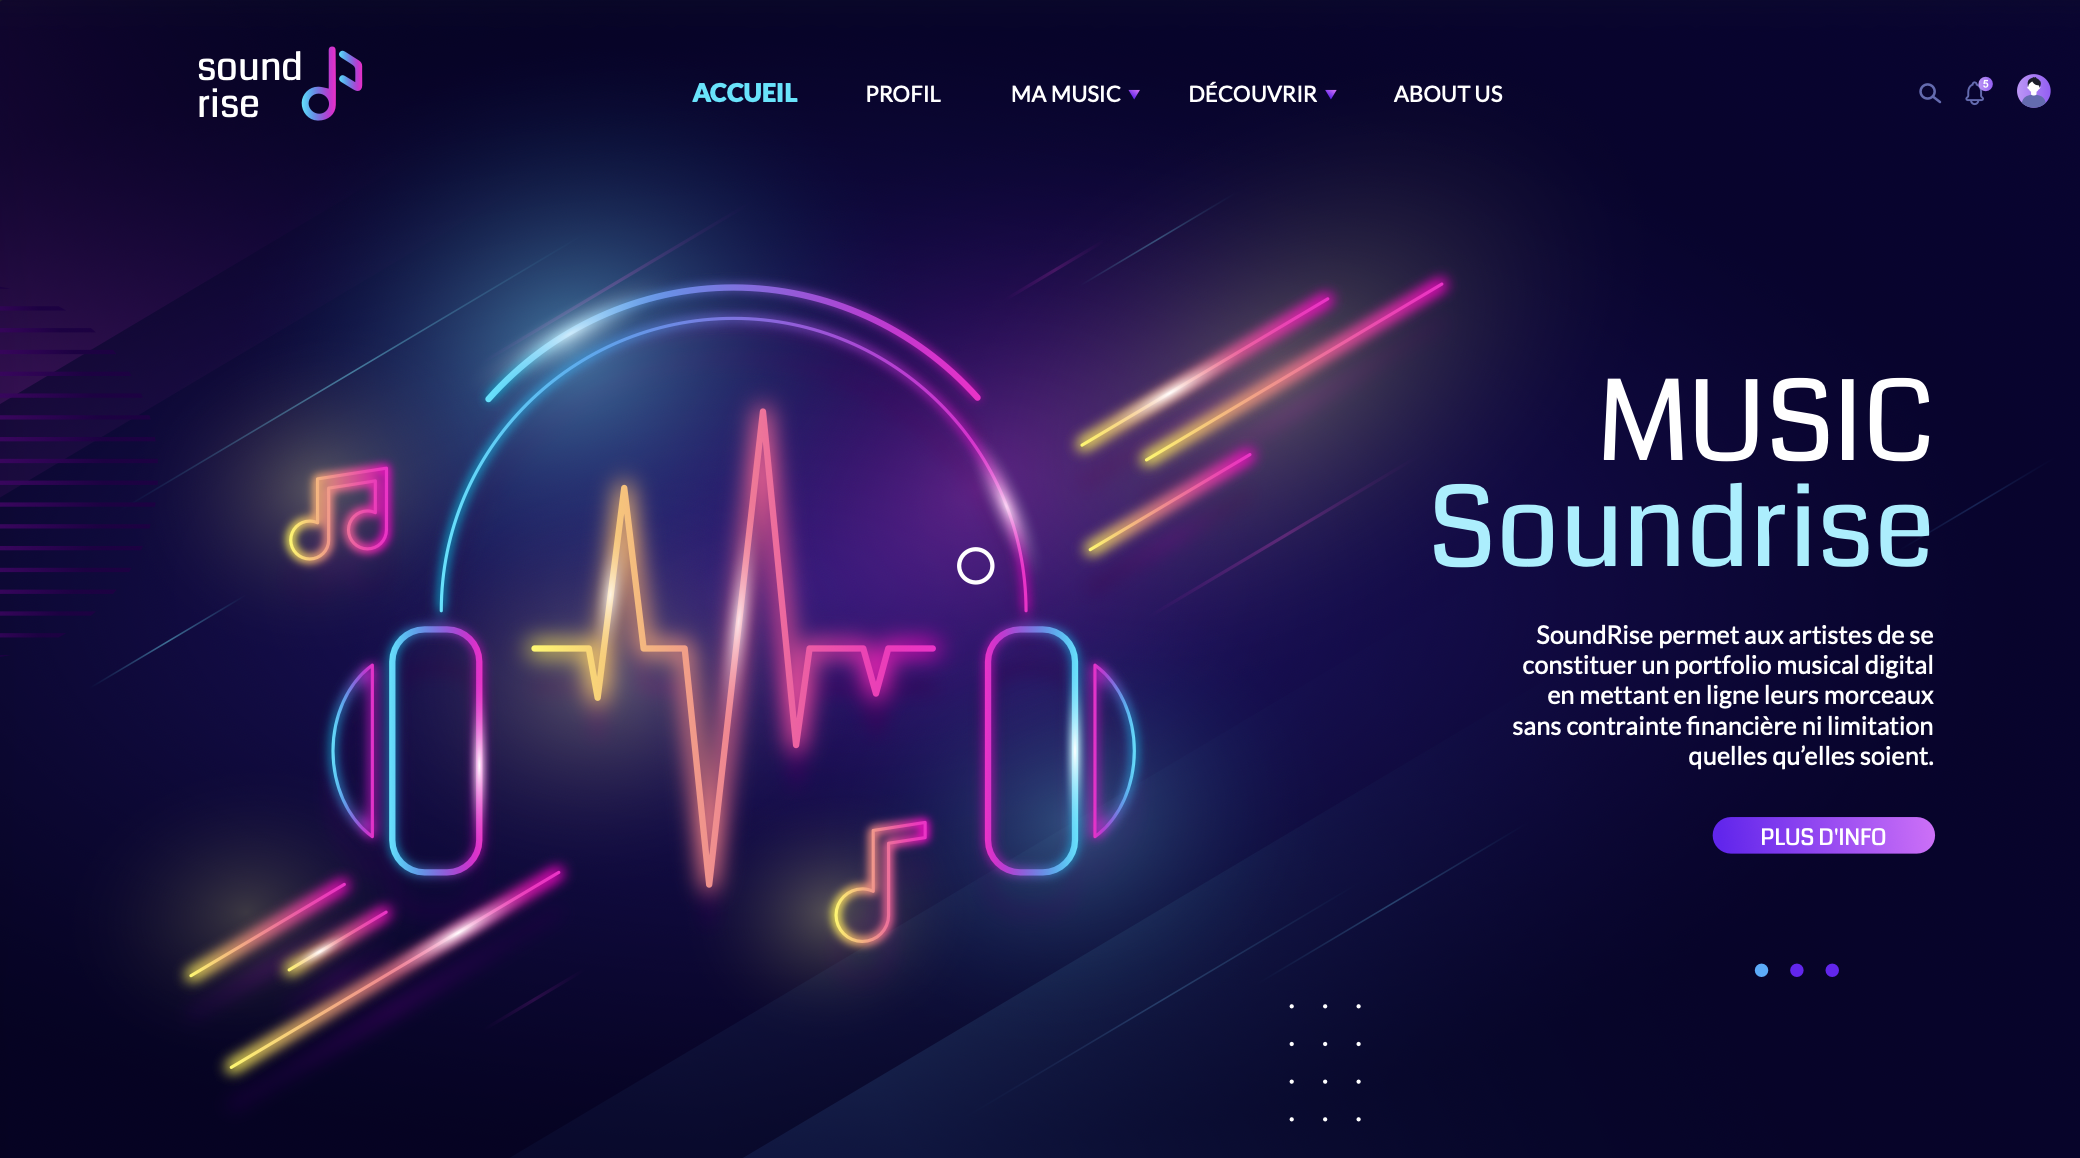 sound
rise
ACCUEIL PROFIL MA MUSIC DÉCOUVRIR ABOUT US
5
MUSIC
Soundrise
SoundRise permet aux artistes de se
constituer un portfolio musical digital
en mettant en ligne leurs morceaux
sans contrainte financière ni limitation
quelles qu’elles soient.
PLUS D'INFO